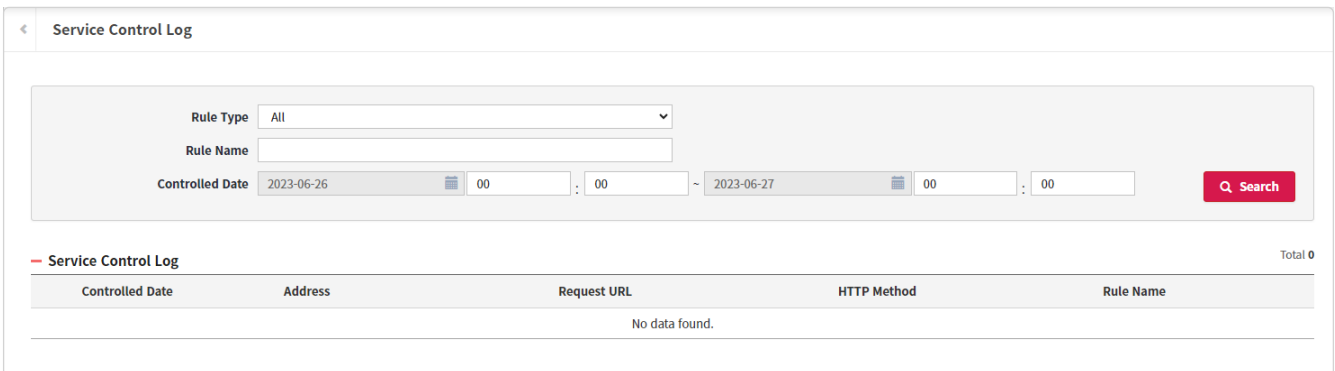 Service Control Log
Rule Type All
Rule Name
Controlled Date 2023-06-26 00 : 00 ~ 2023-06-27 00 : 00 Search
Total 0
Service Control Log
Controlled Date Address Request URL HTTP Method Rule Name
No data found.